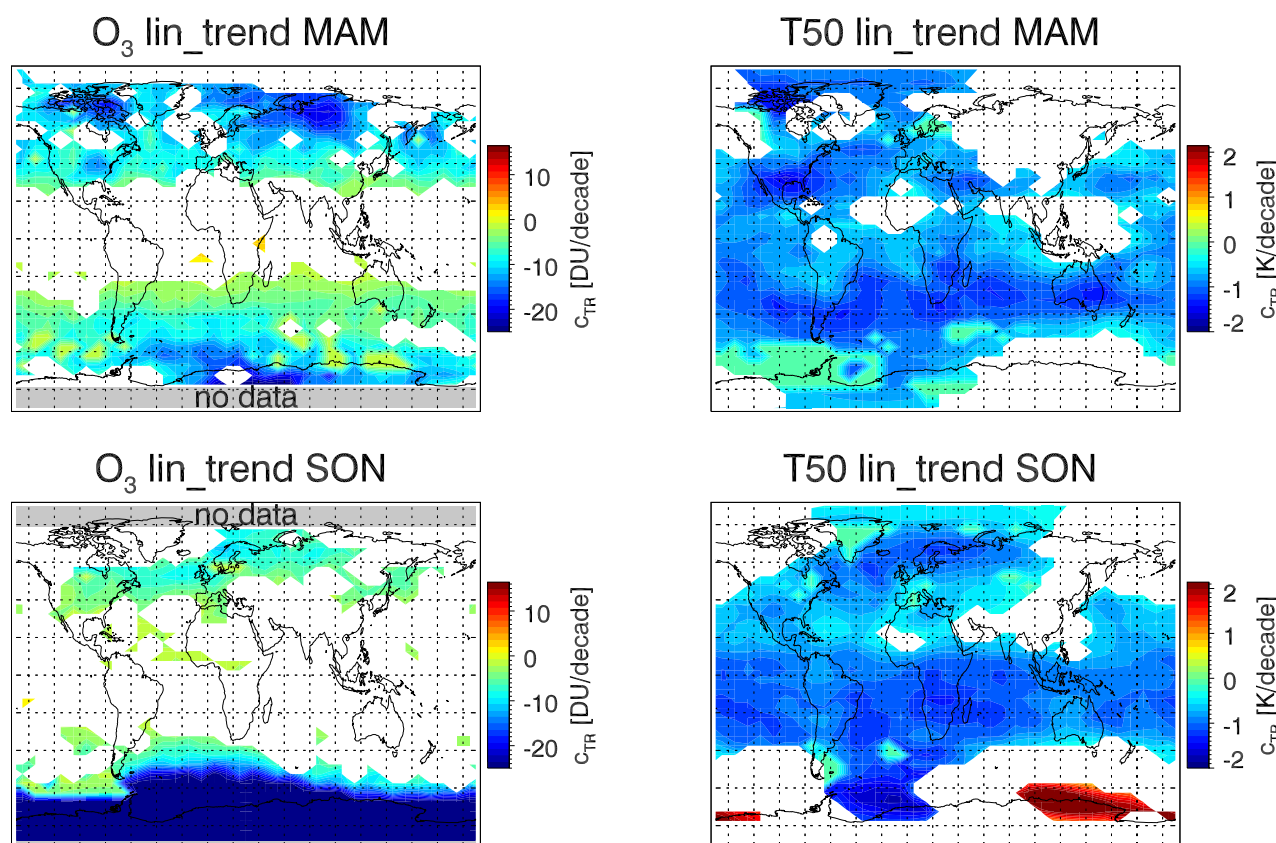 O3 lin_trend MAM
no data
10
0
-10
-20
cTR [DU/decade]
T50 lin_trend MAM
2
1
0
-1
-2
cTR [K/decade]
O3 lin_trend SON
no data
10
0
-10
-20
cTR [DU/decade]
T50 lin_trend SON
2
1
0
-1
-2
cTR [K/decade]